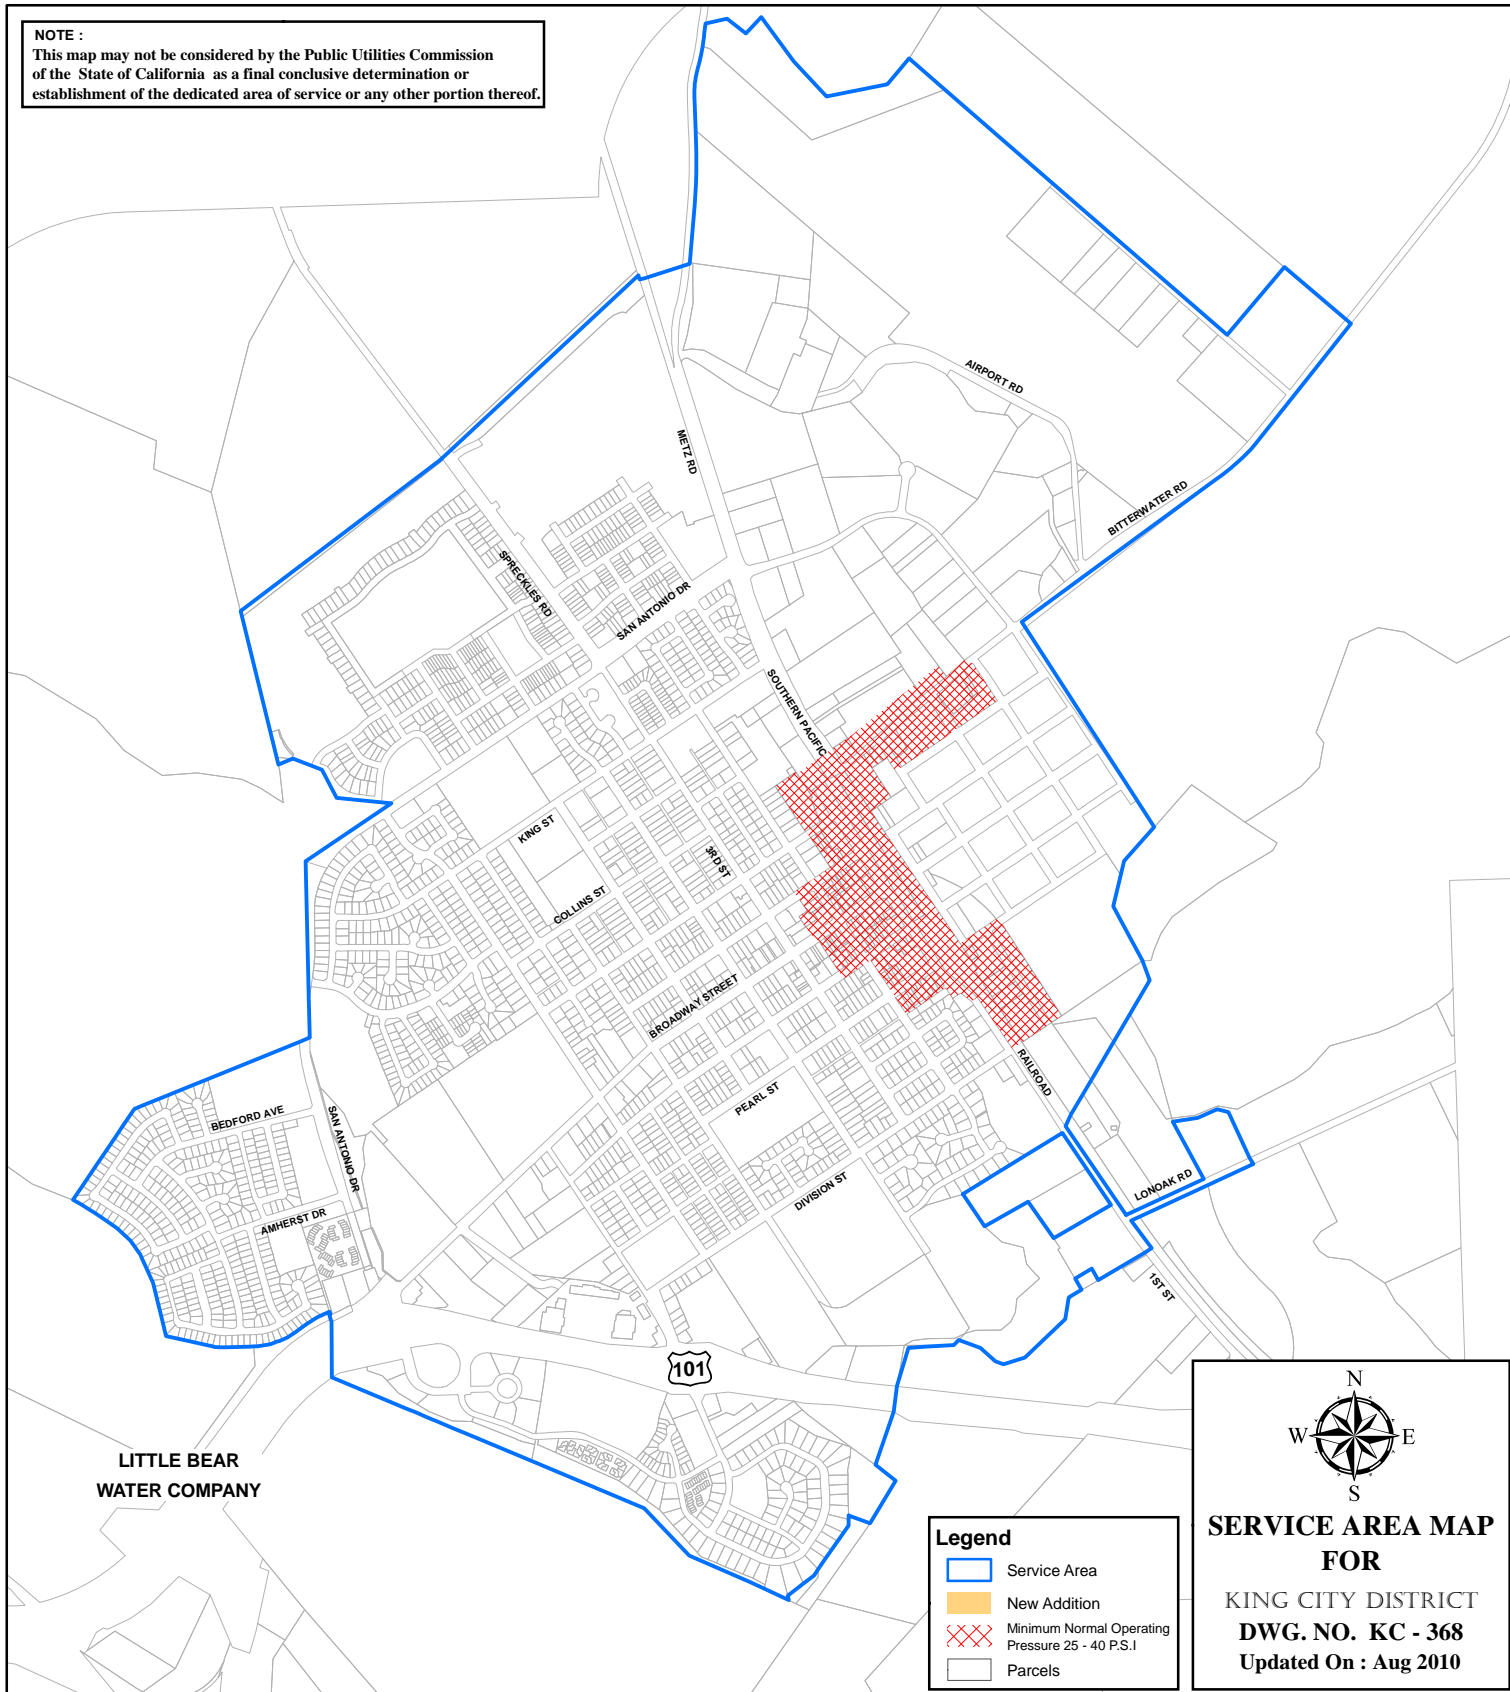 NOTE :
This map may not be considered by the Public Utilities Commission
of the State of California as a final conclusive determination or
establishment of the dedicated area of service or any other portion thereof.
AIRPORT RD
METZ RD
BITTERWATER RD
SPRECKLES RD
SAN ANTONIO DR
SOUTHERN PACIFIC
KING ST
3RD ST
COLLINS ST
BROADWAY STREET
RAILROAD
PEARL ST
BEDFORD AVE
SAN ANTONIO DR
DIVISION ST
LONOAK RD
AMHERST DR
1ST ST
101
LITTLE BEAR
WATER COMPANY
Legend
Service Area
New Addition
Minimum Normal Operating
Pressure 25 - 40 P.S.I
Parcels
N
W E
S
SERVICE AREA MAP
FOR
KING CITY DISTRICT
DWG. NO. KC - 368
Updated On : Aug 2010